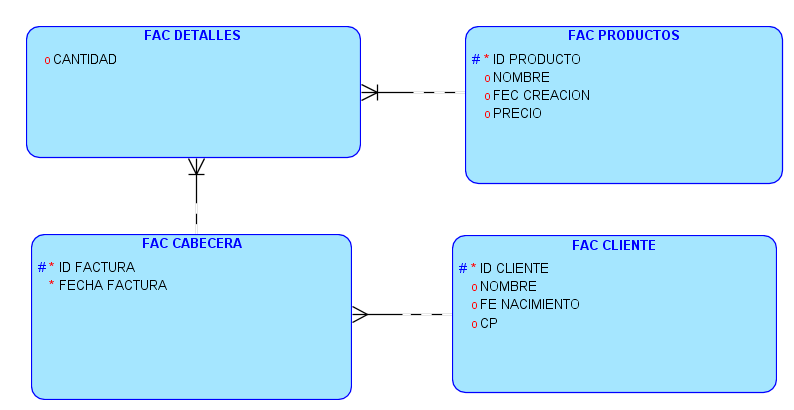 FAC DETALLES
o CANTIDAD
FAC PRODUCTOS
# * ID PRODUCTO
o NOMBRE
o FEC CREACION
o PRECIO
FAC CABECERA
# * ID FACTURA
* FECHA FACTURA
FAC CLIENTE
# * ID CLIENTE
o NOMBRE
o FE NACIMIENTO
o CP